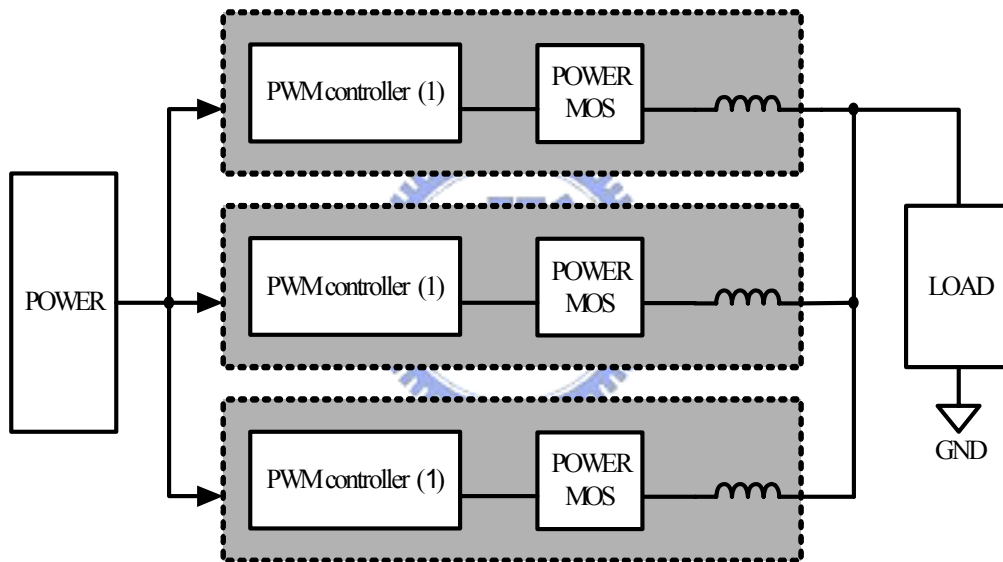 PWM controller (1)
POWER
MOS
POWER
PWM controller (1)
POWER
MOS
LOAD
PWM controller (1)
POWER
MOS
GND